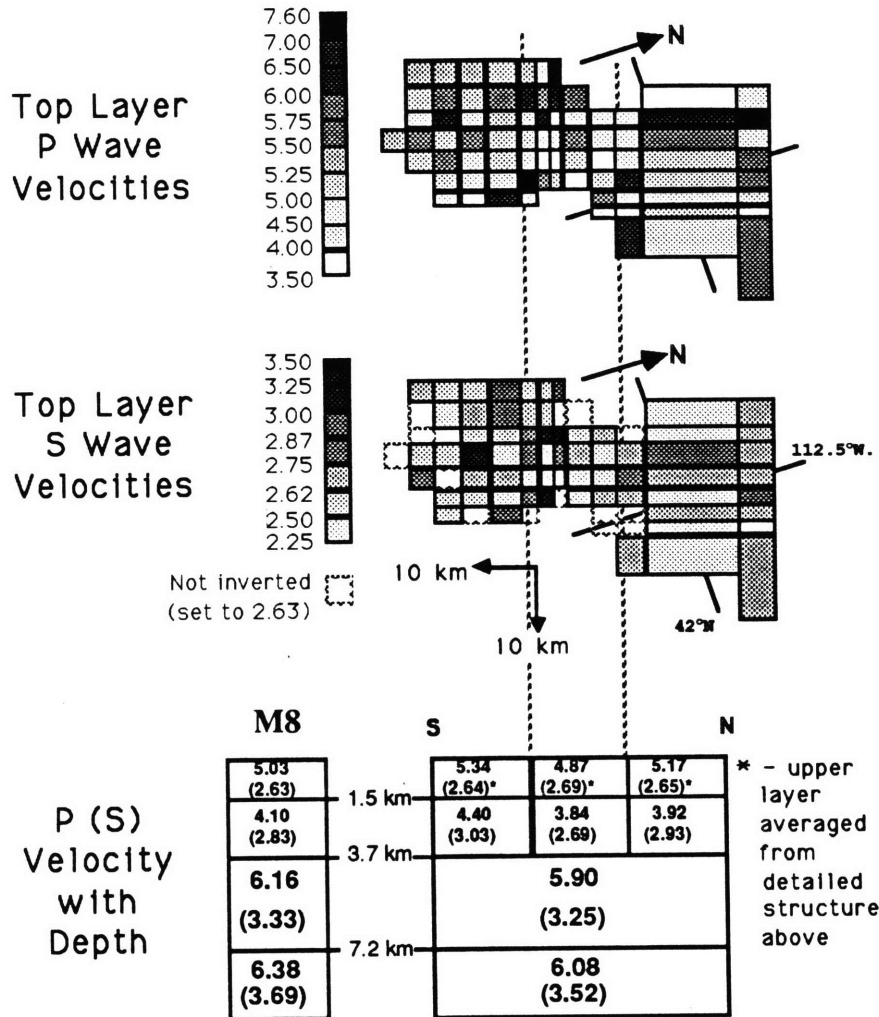 Top Layer
P Wave
Velocities
7.60
7.00
6.50
6.00
5.75
5.50
5.25
5.00
4.50
4.00
3.50
N
Top Layer
S Wave
Velocities
3.50
3.25
3.00
2.87
2.75
2.62
2.50
2.25
N
112.5°W.
42°N
Not inverted
(set to 2.63)
10 km
10 km
M8
S
N
P (S)
Velocity
with
Depth
5.03
(2.63)
1.5 km
5.34
(2.64)*
4.87
(2.69)*
5.17
(2.65)*
4.10
(2.83)
3.7 km
4.40
(3.03)
3.84
(2.69)
3.92
(2.93)
6.16
(3.33)
7.2 km
5.90
(3.25)
6.38
(3.69)
6.08
(3.52)
* - upper
layer
averaged
from
detailed
structure
above